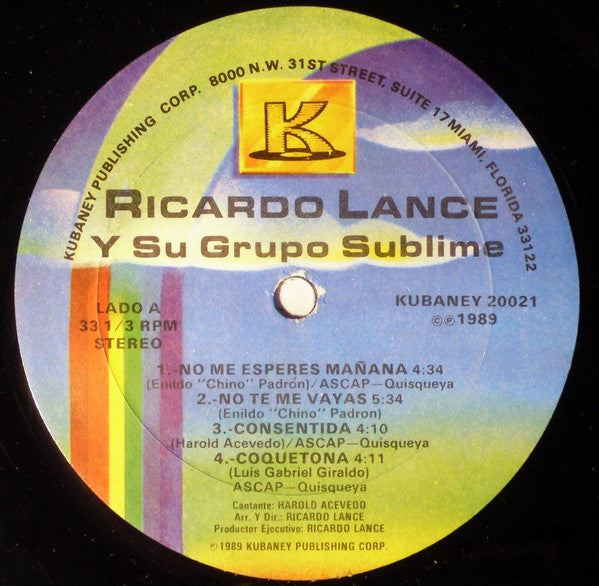 KUBANEY PUBLISHING CORP. 8000 N.W. 31ST STREET, SUITE 17 MIAMI, FLORIDA 33122
K
RICARDO LANCE
Y SU GRUPO SUBLIME
LADO A
33 1/3 RPM
STEREO
KUBANEY 20021
©℗1989
1.-NO ME ESPERES MAÑANA 4:34
(Enildo "Chino" Padron)/ASCAP—Quisqueya
2.-NO TE ME VAYAS 5:34
(Enildo "Chino" Padron)
3.-CONSENTIDA 4:10
(Harold Acevedo)/ASCAP—Quisqueya
4.-COQUETONA 4:11
(Luis Gabriel Giraldo)
ASCAP—Quisqueya
Cantante: HAROLD ACEVEDO
Arr. Y Dir.: RICARDO LANCE
Productor Ejecutivo: RICARDO LANCE
℗1989 KUBANEY PUBLISHING CORP.